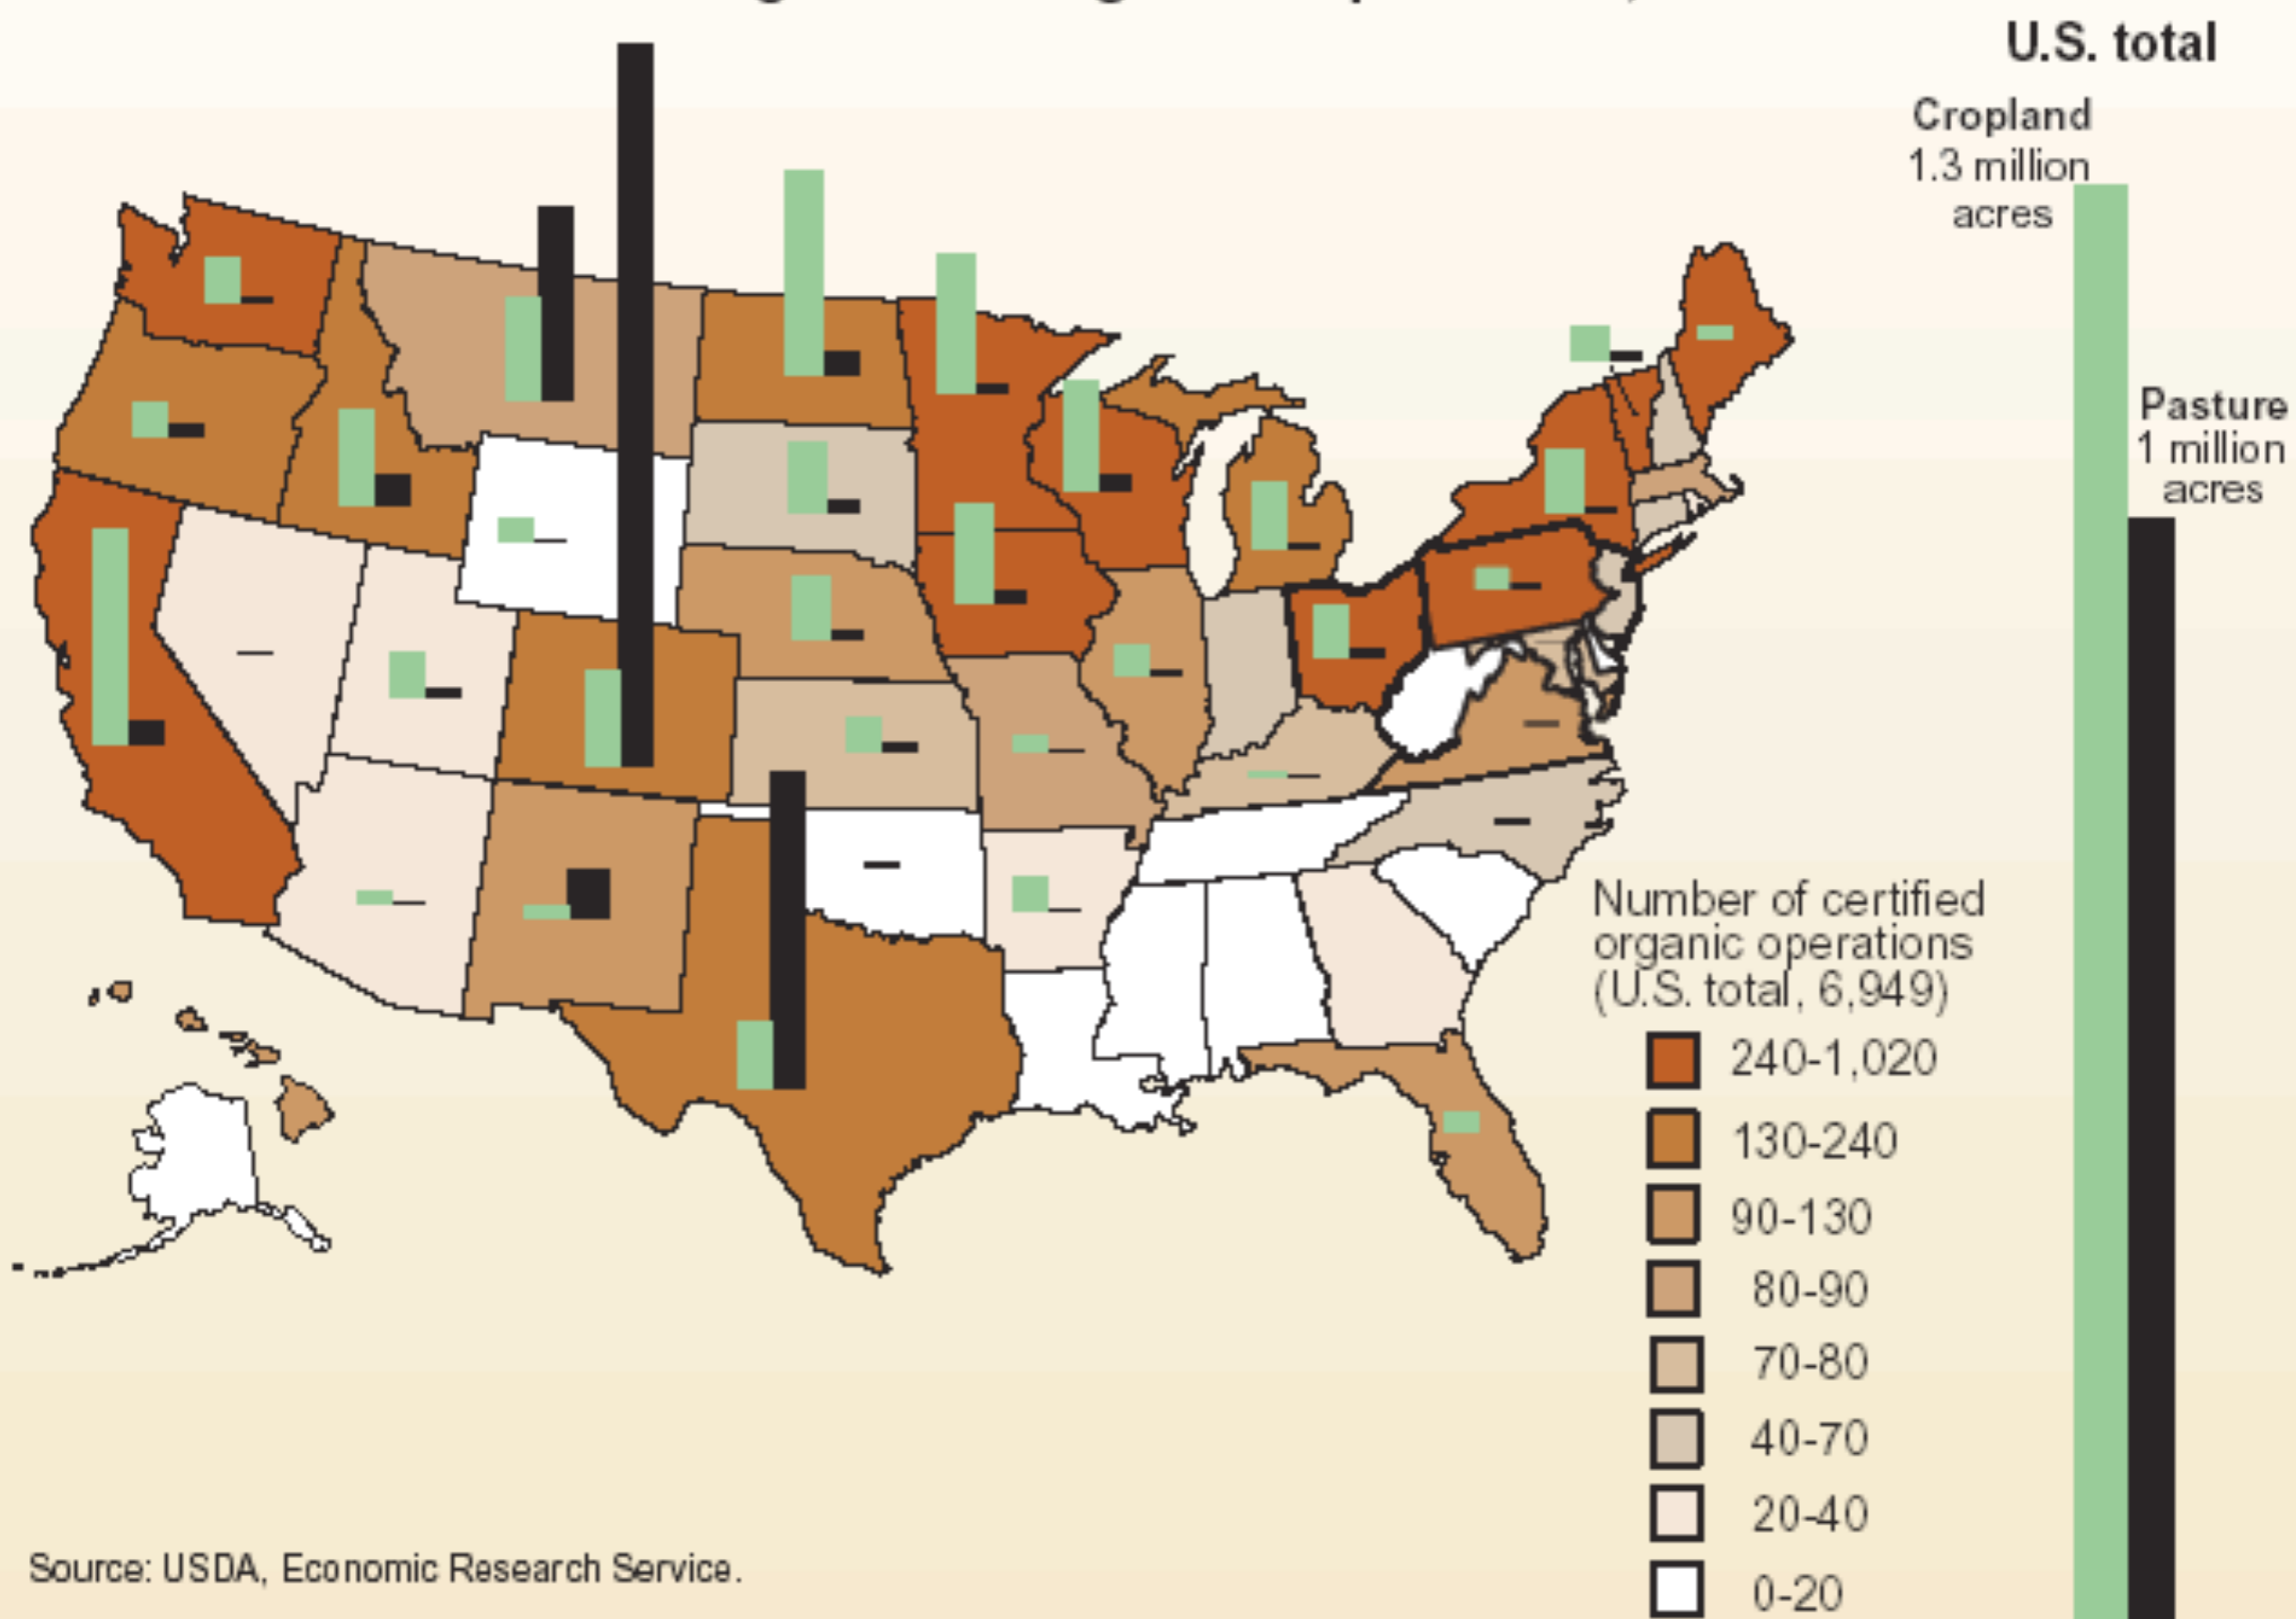 U.S. total
Cropland
1.3 million
acres
Pasture
1 million
acres
Number of certified
organic operations
(U.S. total, 6,949)
240-1,020
130-240
90-130
80-90
70-80
40-70
20-40
0-20
Source: USDA, Economic Research Service.